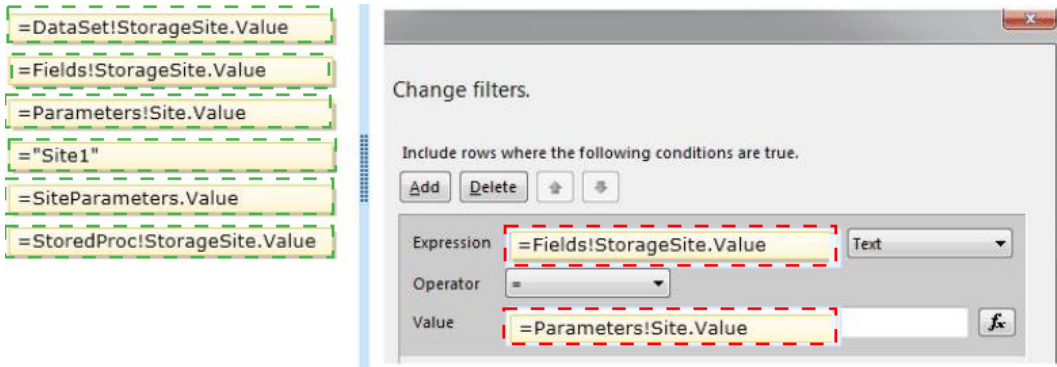 =DataSet!StorageSite.Value
=Fields!StorageSite.Value
=Parameters!Site.Value
="Site1"
=SiteParameters.Value
=StoredProc!StorageSite.Value
x
Change filters.
Include rows where the following conditions are true.
Add Delete
Expression =Fields!StorageSite.Value Text
Operator =
Value =Parameters!Site.Value fx